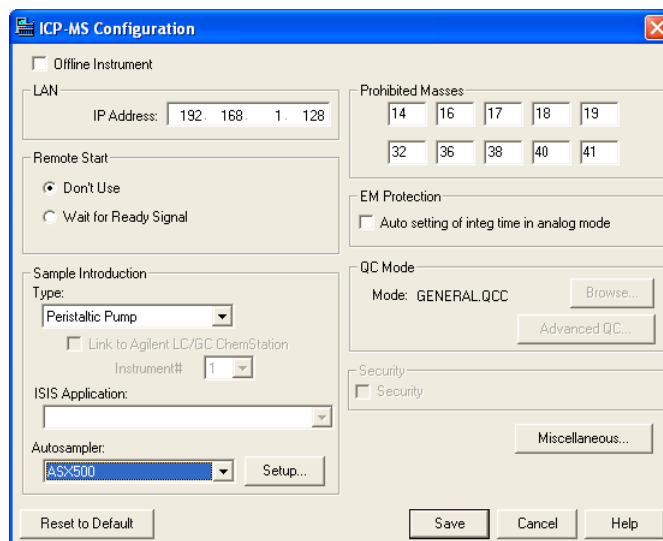 ICP-MS Configuration
Offline Instrument
LAN
IP Address: 192. 168. 1. 128
Remote Start
Don't Use
Wait for Ready Signal
Sample Introduction
Type:
Peristaltic Pump
Link to Agilent LC/GC ChemStation
Instrument# 1
ISIS Application:
Autosampler:
ASX500 Setup...
Prohibited Masses
14 16 17 18 19
32 36 38 40 41
EM Protection
Auto setting of integ time in analog mode
QC Mode
Mode: GENERAL.QCC Browse...
Advanced QC...
Security
Security
Miscellaneous...
Reset to Default Save Cancel Help